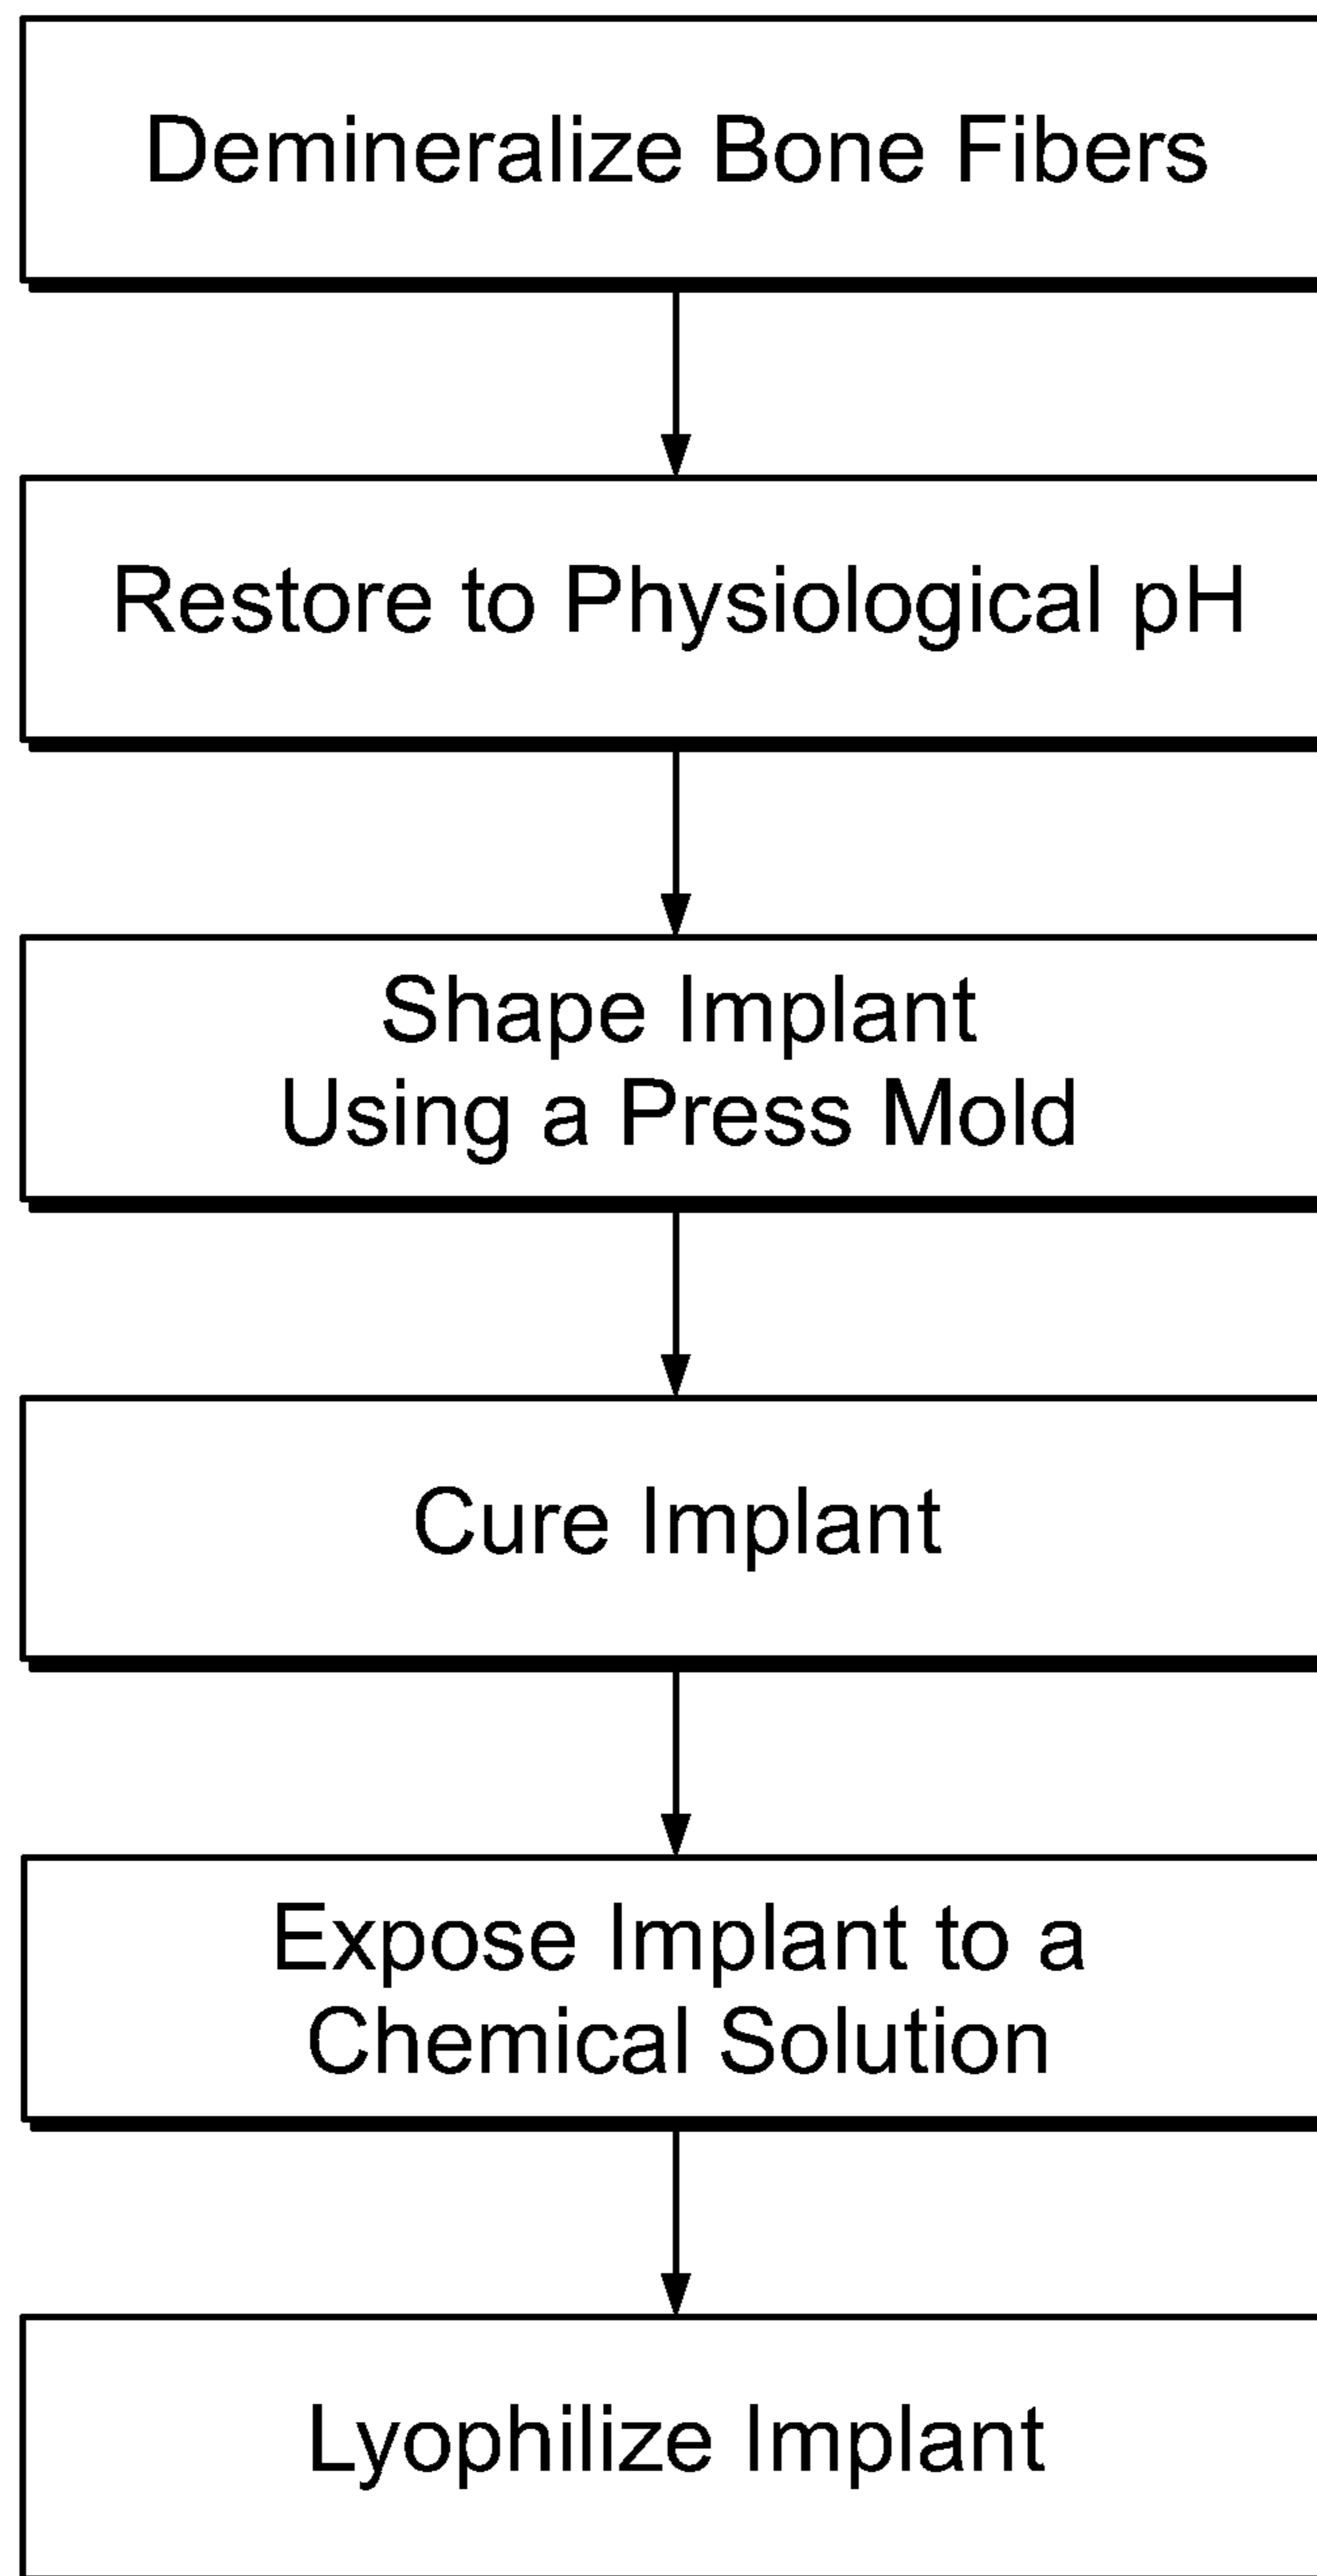 Demineralize Bone Fibers
Restore to Physiological pH
Shape Implant
Using a Press Mold
Cure Implant
Expose Implant to a
Chemical Solution
Lyophilize Implant